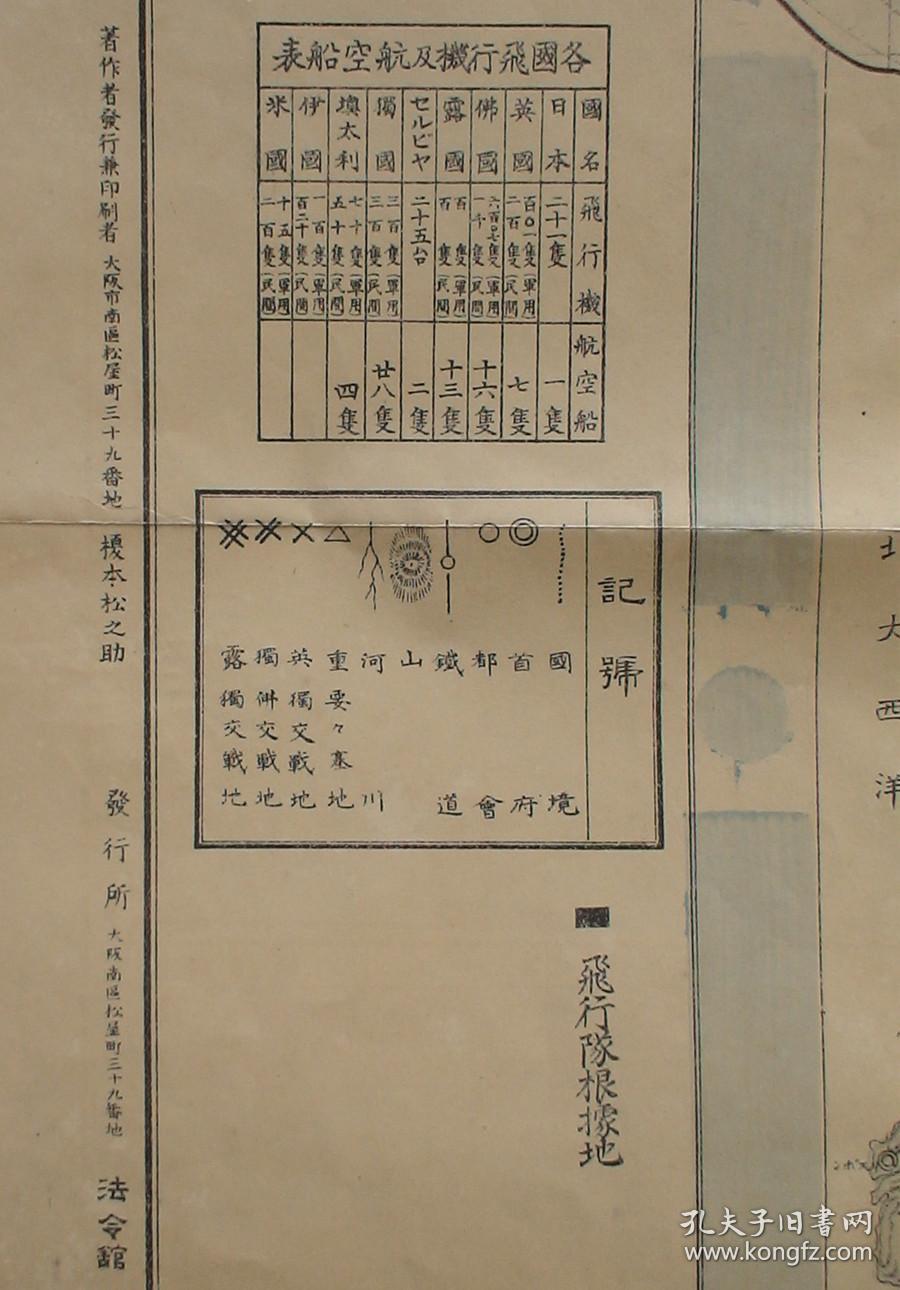 各國飛行機及航空船表
國名 飛行機 航空船
日本 二十一隻 一隻
英國 百〇一隻(軍用) 二百隻(民間) 七隻
佛國 六百〇七隻(軍用) 一千隻(民間) 十六隻
露國 百隻(軍用) 百隻(民間) 十三隻
セルビヤ 二十五 二隻
獨國 三百隻(軍用) 三百隻(民間) 廿八隻
墺太利 七十隻(軍用) 五十隻(民間) 四隻
伊國 一百隻(軍用) 百二十隻(民間)
米國 十五隻(軍用) 二百隻(民間)
記號
國境
首府
都會
鐵道
山
河川
重要々塞地
英獨交戰地
獨佛交戰地
露獨交戰地
飛行隊根據地
北大西洋
著作者發行兼印刷者 大阪市南區松屋町三十九番地 榎本松之助
發行所 大阪南區松屋町三十九番地 法令舘
孔夫子旧书网
www.kongfz.com